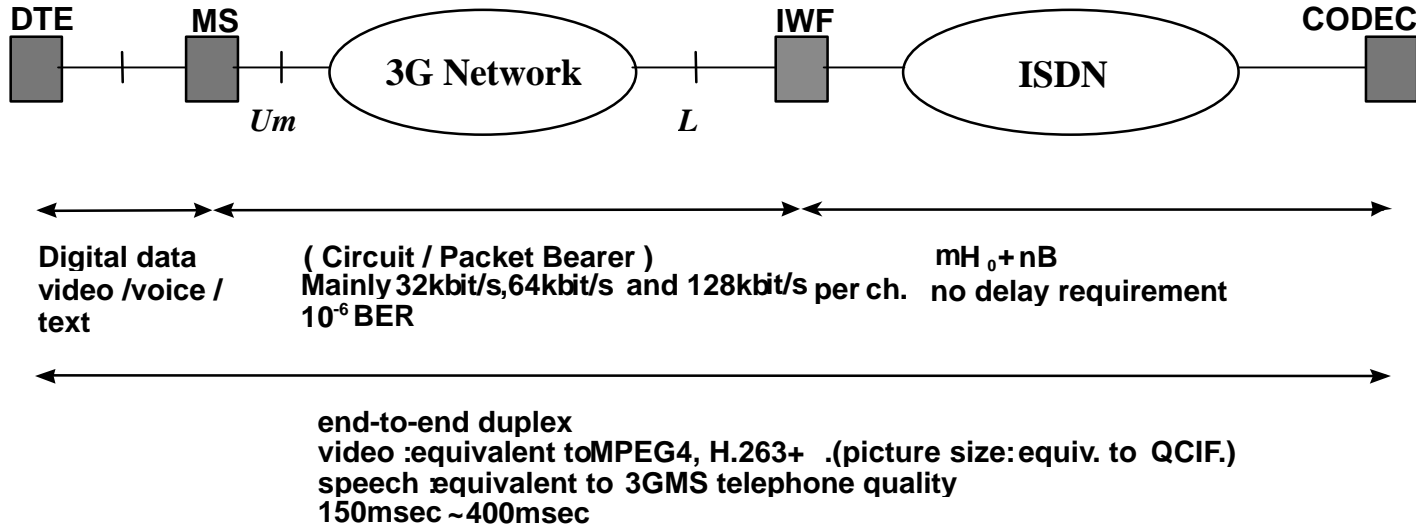 DTE MS IWF CODEC
3G Network ISDN
Um L
Digital data
video /voice /
text
( Circuit / Packet Bearer )
Mainly 32kbit/s,64kbit/s and 128kbit/s per ch.
10-6 BER
mH0+nB
no delay requirement
end-to-end duplex
video :equivalent toMPEG4, H.263+ .(picture size:equiv. to QCIF.)
speech :equivalent to 3GMS telephone quality
150msec ~400msec